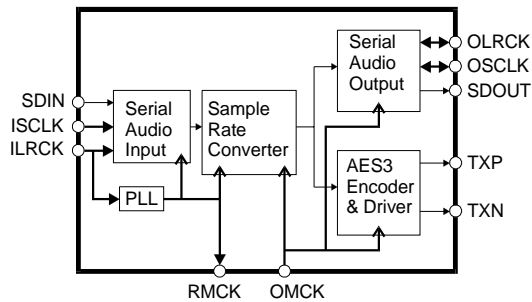 Serial
Audio
Output
OLRCK
OSCLK
SDOUT
SDIN
ISCLK
ILRCK
Serial
Audio
Input
Sample
Rate
Converter
PLL
AES3
Encoder
& Driver
TXP
TXN
RMCK
OMCK